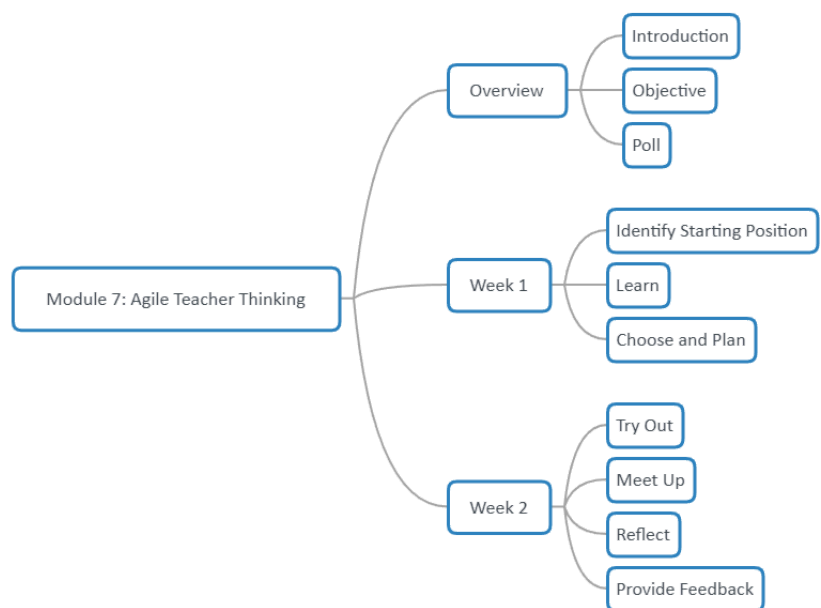 Module 7: Agile Teacher Thinking
Overview
Introduction
Objective
Poll
Week 1
Identify Starting Position
Learn
Choose and Plan
Week 2
Try Out
Meet Up
Reflect
Provide Feedback